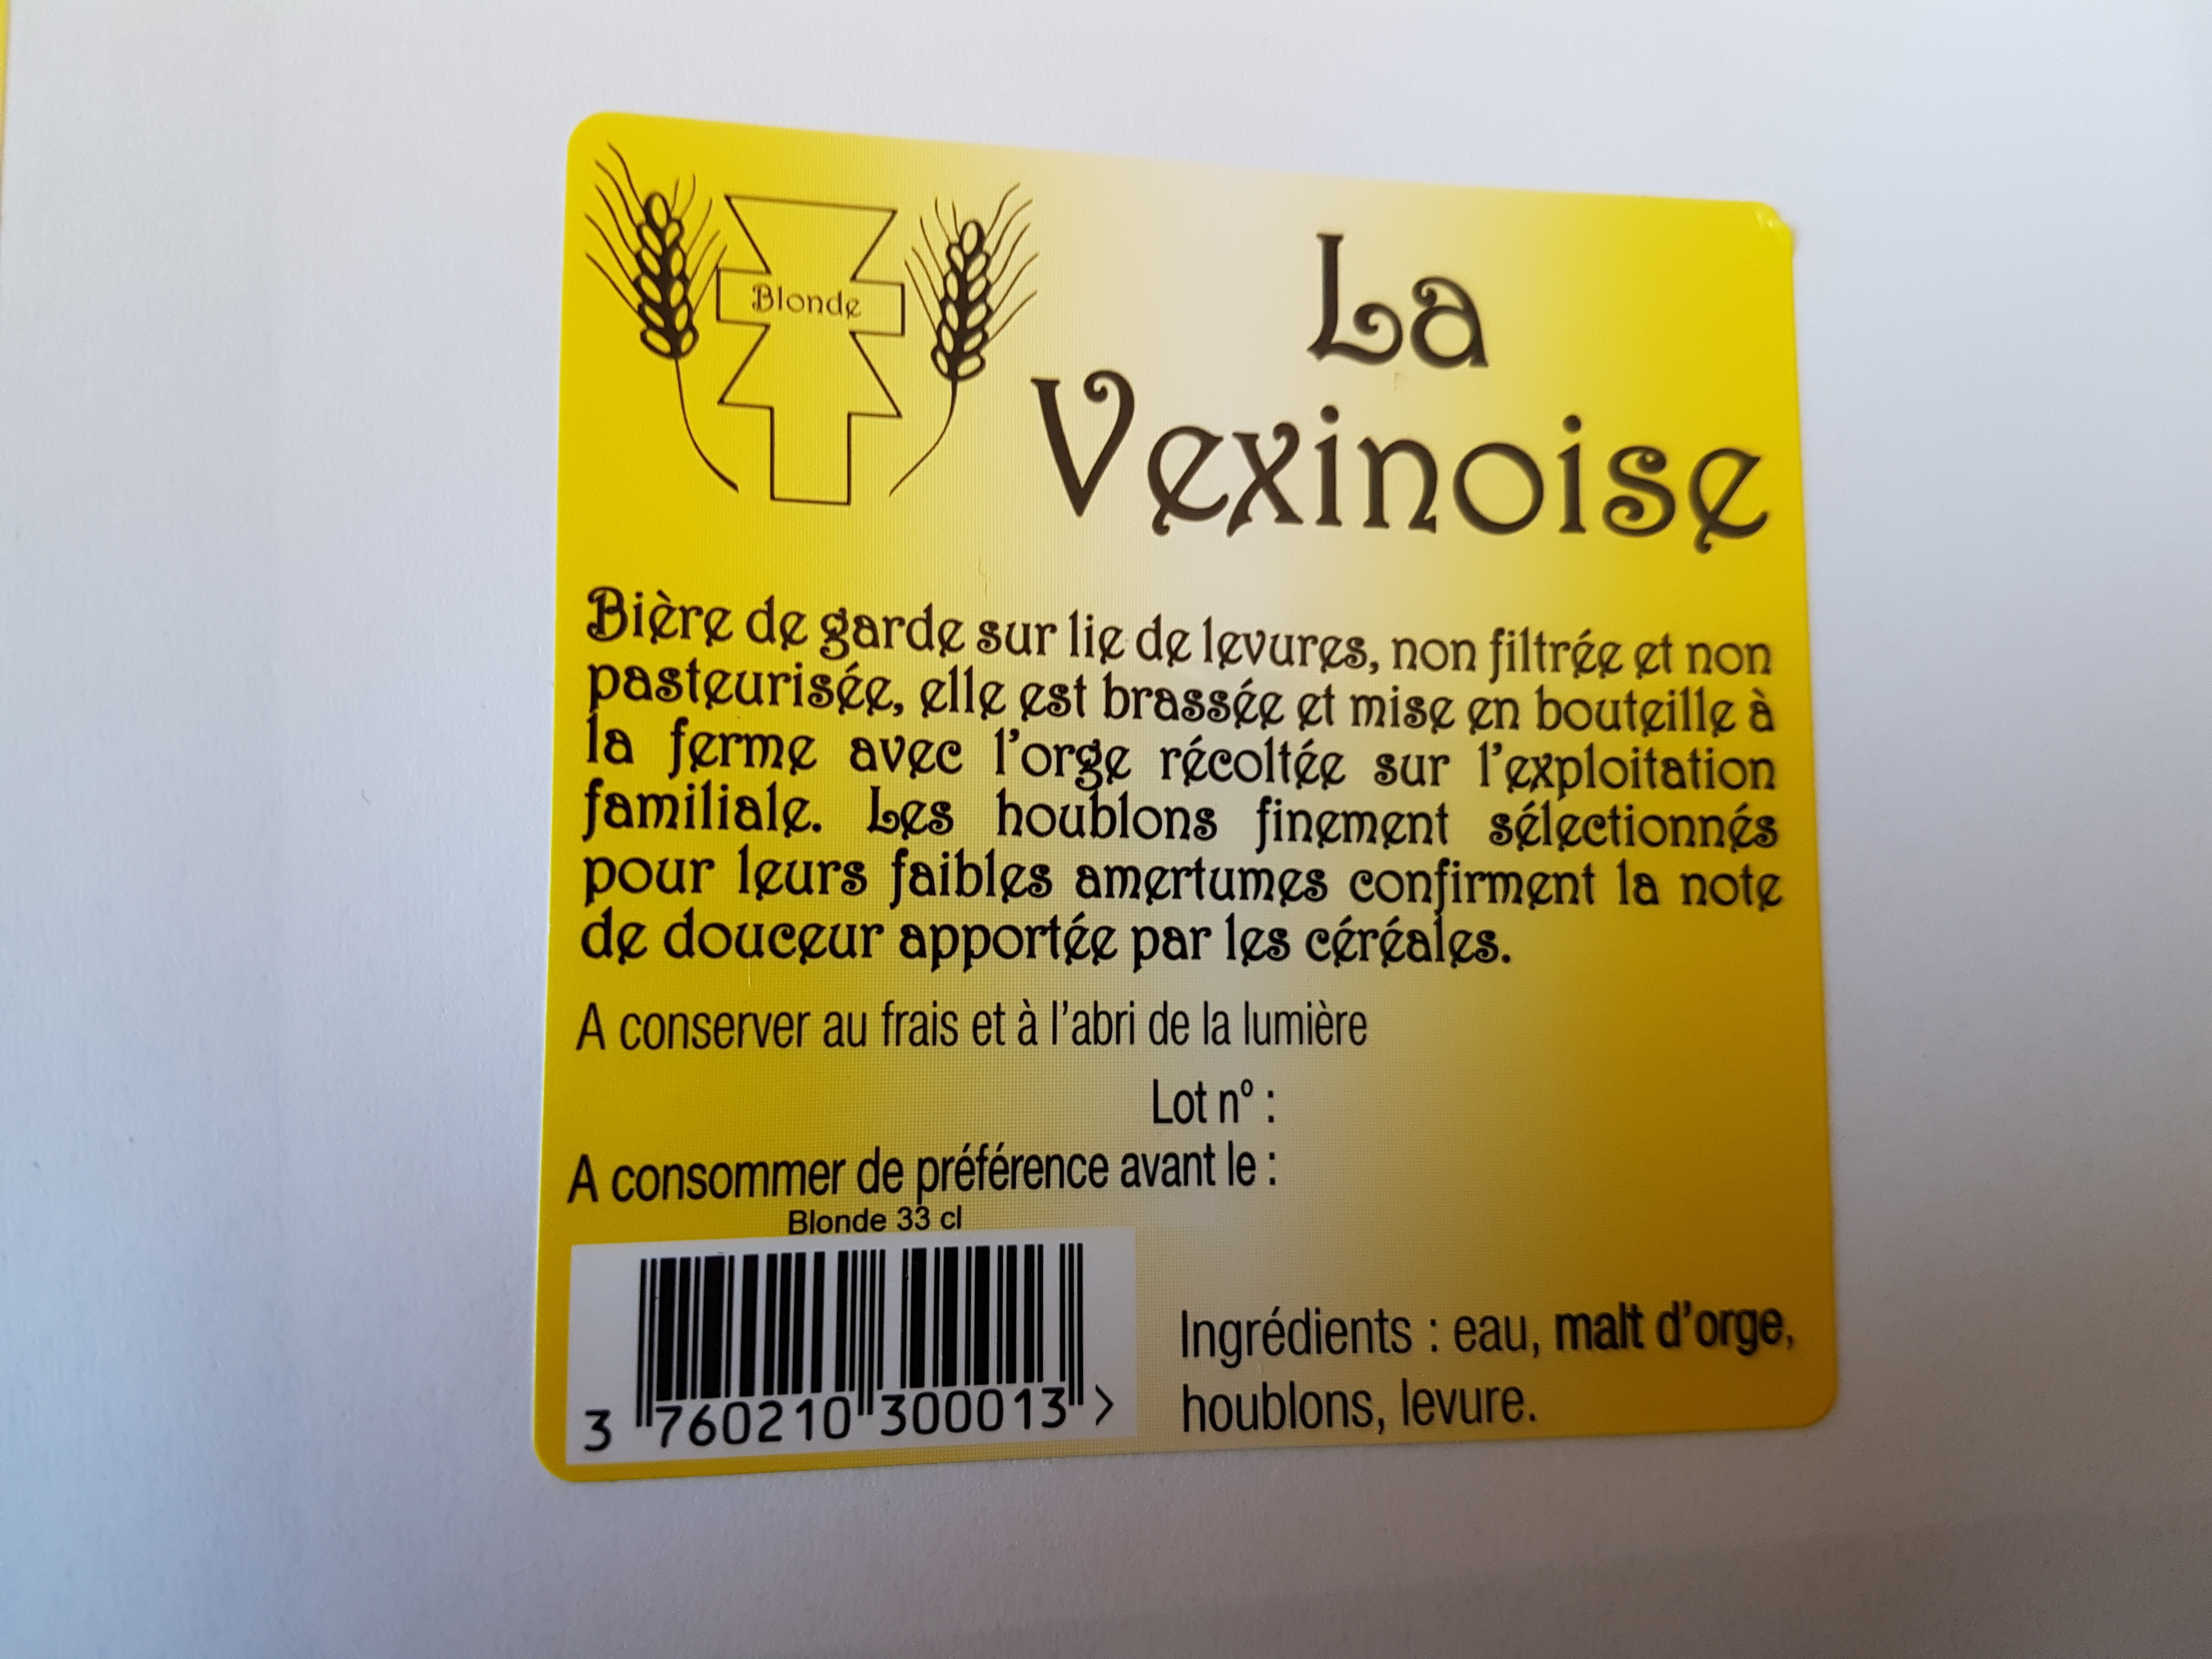 Blonde
La
Vexinoise
Bière de garde sur lie de levures, non filtrée et non
pasteurisée, elle est brassée et mise en bouteille à
la ferme avec l'orge récoltée sur l'exploitation
familiale. Les houblons finement sélectionnés
pour leurs faibles amertumes confirment la note
de douceur apportée par les céréales.
A conserver au frais et à l'abri de la lumière
Lot n° :
A consommer de préférence avant le :
Blonde 33 cl
3 760210 300013 >
Ingrédients : eau, malt d'orge,
houblons, levure.